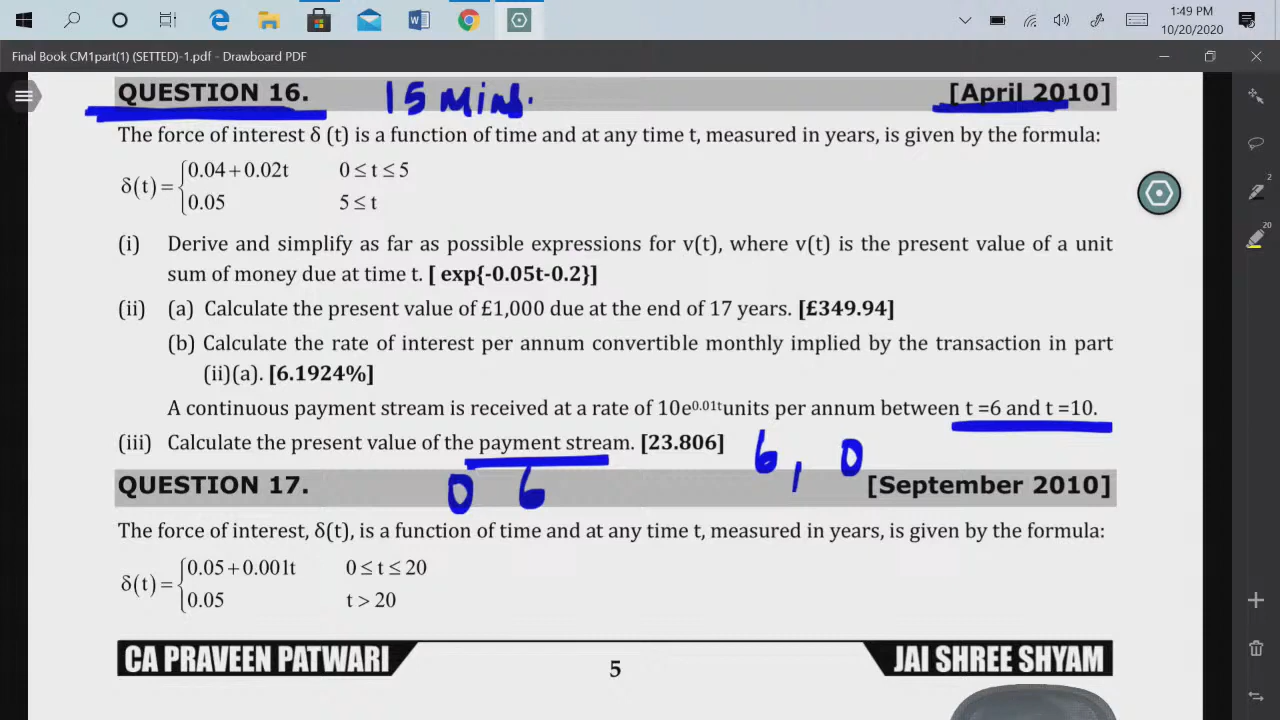 1:49 PM
10/20/2020
Final Book CM1part(1) (SETTED)-1.pdf - Drawboard PDF
QUESTION 16. 15 Mins. [April 2010]
The force of interest δ (t) is a function of time and at any time t, measured in years, is given by the formula:
δ(t) = { 0.04 + 0.02t 0 ≤ t ≤ 5
0.05 5 ≤ t
(i) Derive and simplify as far as possible expressions for v(t), where v(t) is the present value of a unit
sum of money due at time t. [ exp{-0.05t-0.2}]
(ii) (a) Calculate the present value of £1,000 due at the end of 17 years. [£349.94]
(b) Calculate the rate of interest per annum convertible monthly implied by the transaction in part
(ii)(a). [6.1924%]
A continuous payment stream is received at a rate of 10e^0.01t units per annum between t =6 and t =10.
(iii) Calculate the present value of the payment stream. [23.806] 6, 0
0 6
QUESTION 17. [September 2010]
The force of interest, δ(t), is a function of time and at any time t, measured in years, is given by the formula:
δ(t) = { 0.05 + 0.001t 0 ≤ t ≤ 20
0.05 t > 20
CA PRAVEEN PATWARI 5 JAI SHREE SHYAM
2
20